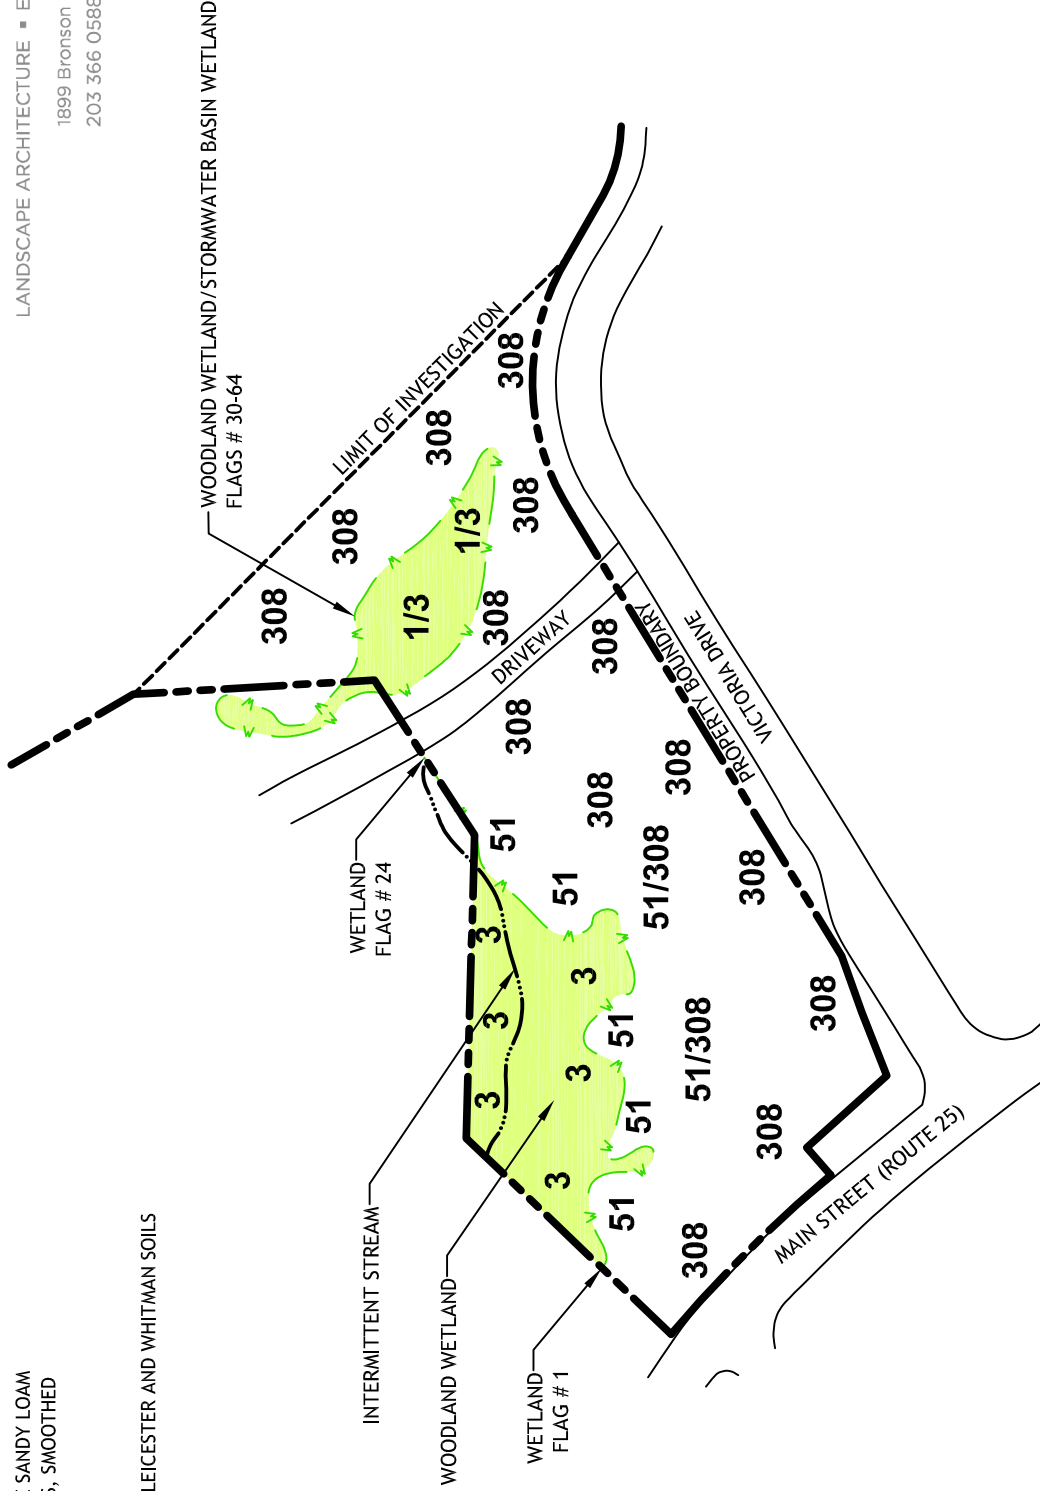 LANDSCAPE ARCHITECTURE ▪ E
1899 Bronson
203 366 0588
WOODLAND WETLAND/STORMWATER BASIN WETLAND
FLAGS # 30-64
LIMIT OF INVESTIGATION
308
308
308
308
308
1/3
1/3
308
DRIVEWAY
308
308
PROPERTY BOUNDARY
VICTORIA DRIVE
WETLAND
FLAG # 24
51
308
308
51
51/308
308
3
3
3
51
51/308
308
3
3
51
308
3
51
308
MAIN STREET (ROUTE 25)
INTERMITTENT STREAM
WOODLAND WETLAND
WETLAND
FLAG # 1
SANDY LOAM
, SMOOTHED
LEICESTER AND WHITMAN SOILS